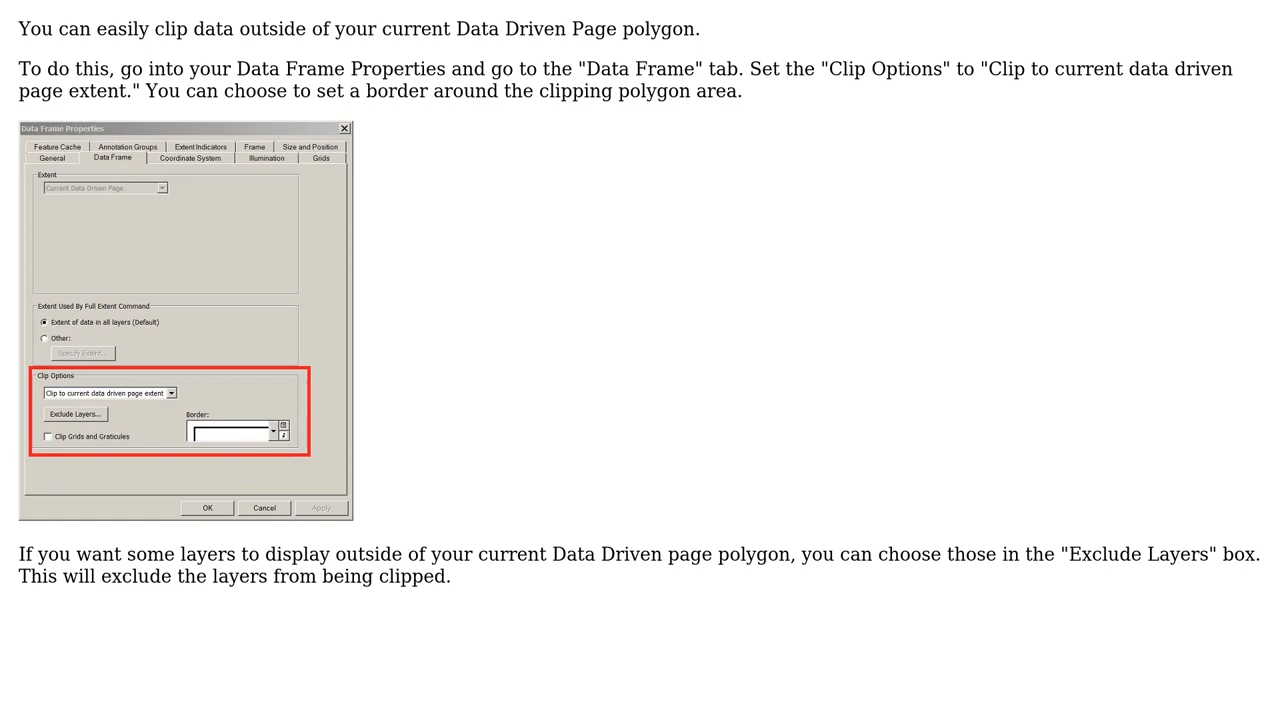 You can easily clip data outside of your current Data Driven Page polygon.
To do this, go into your Data Frame Properties and go to the "Data Frame" tab. Set the "Clip Options" to "Clip to current data driven
page extent." You can choose to set a border around the clipping polygon area.
Data Frame Properties
Feature Cache Annotation Groups Extent Indicators Frame Size and Position
General Data Frame Coordinate System Illumination Grids
Extent
Current Data Driven Page
Extent Used By Full Extent Command
Extent of data in all layers (Default)
Other:
Specify Extent...
Clip Options
Clip to current data driven page extent
Exclude Layers... Border:
Clip Grids and Graticules
OK Cancel Apply
If you want some layers to display outside of your current Data Driven page polygon, you can choose those in the "Exclude Layers" box.
This will exclude the layers from being clipped.